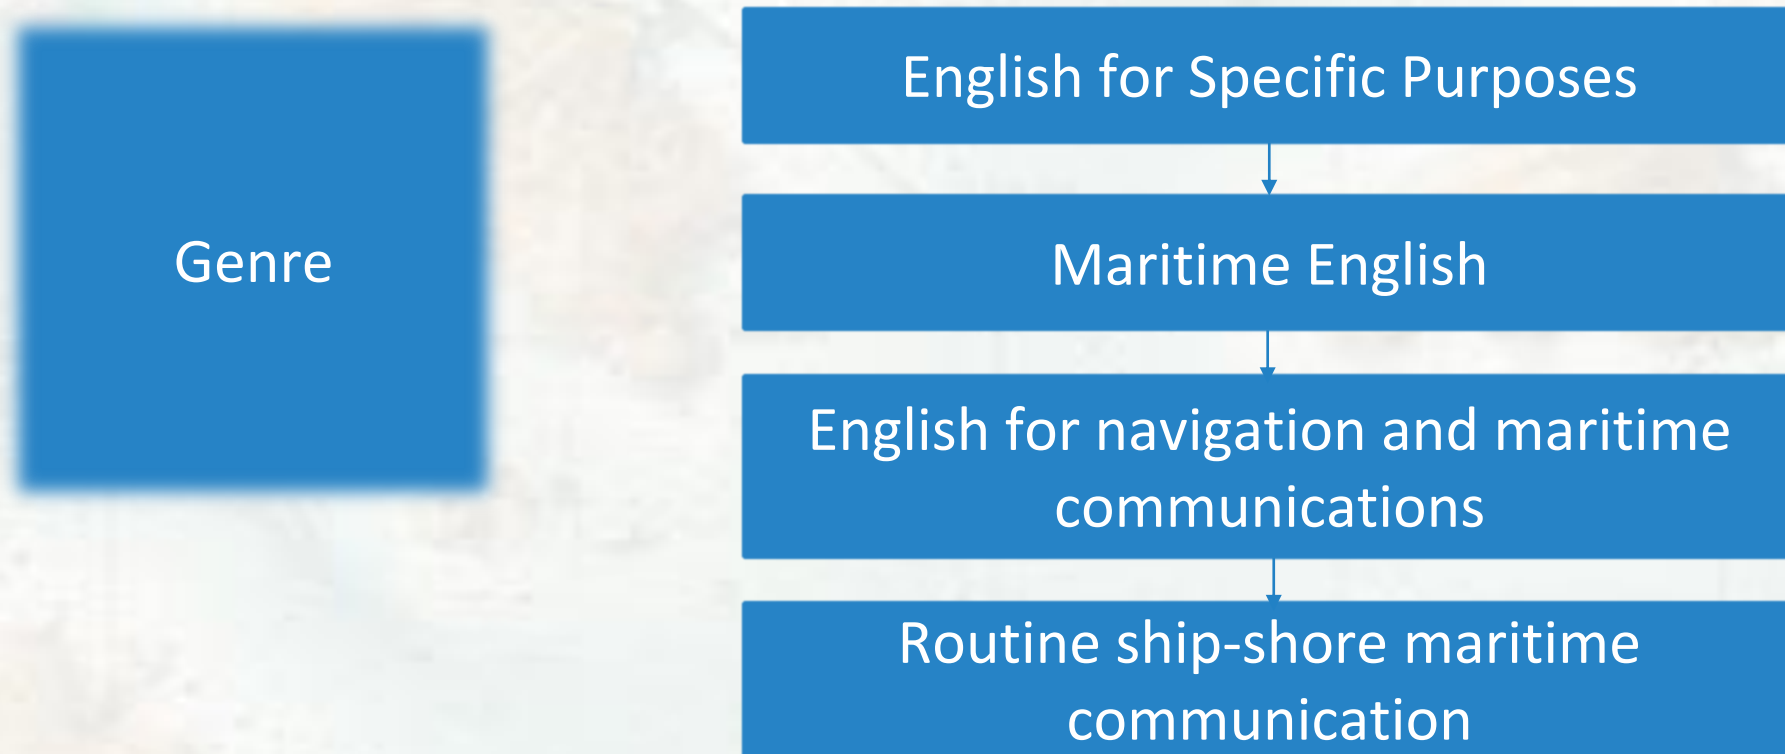 Genre
English for Specific Purposes
Maritime English
English for navigation and maritime
communications
Routine ship-shore maritime
communication